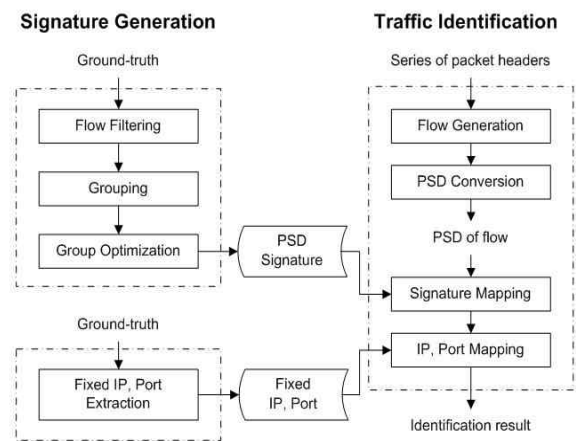 Signature Generation
Traffic Identification
Ground-truth
Flow Filtering
Grouping
Group Optimization
PSD
Signature
Ground-truth
Fixed IP, Port
Extraction
Fixed
IP, Port
Series of packet headers
Flow Generation
PSD Conversion
PSD of flow
Signature Mapping
IP, Port Mapping
Identification result